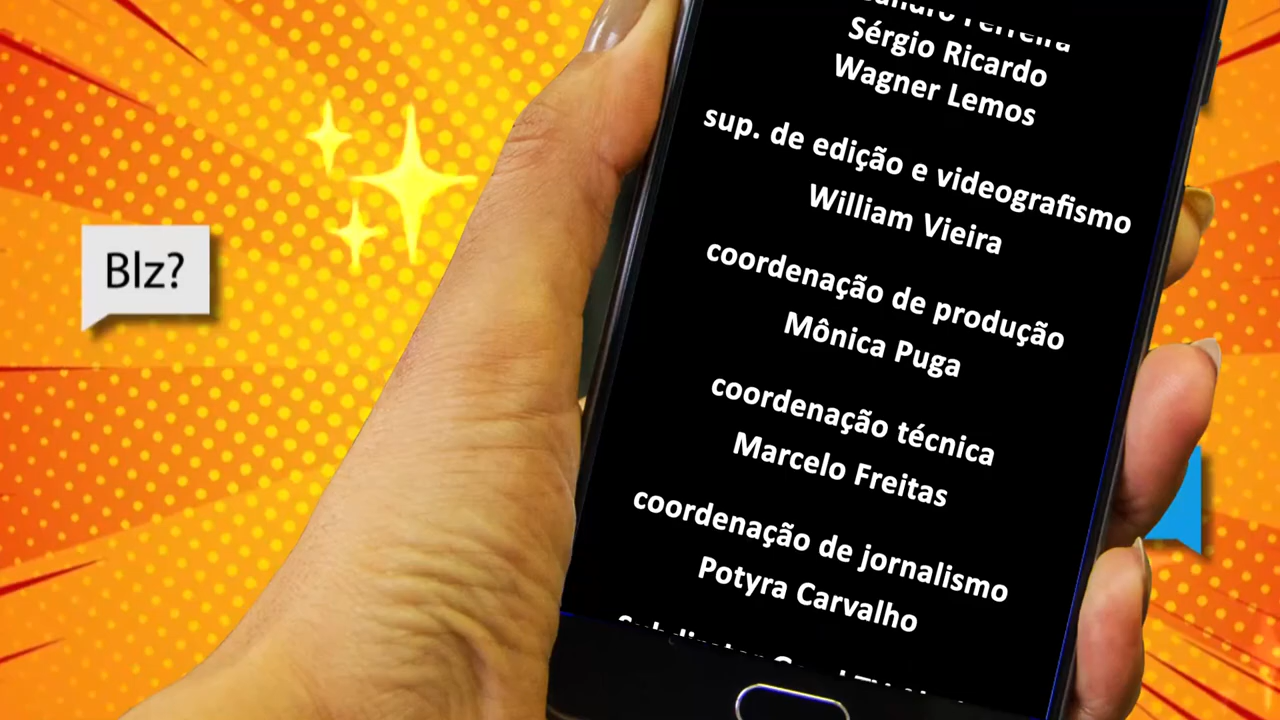 Ferreira
Sérgio Ricardo
Wagner Lemos
sup. de edição e videografismo
William Vieira
Blz?
coordenação de produção
Mônica Puga
coordenação técnica
Marcelo Freitas
coordenação de jornalismo
Potyra Carvalho